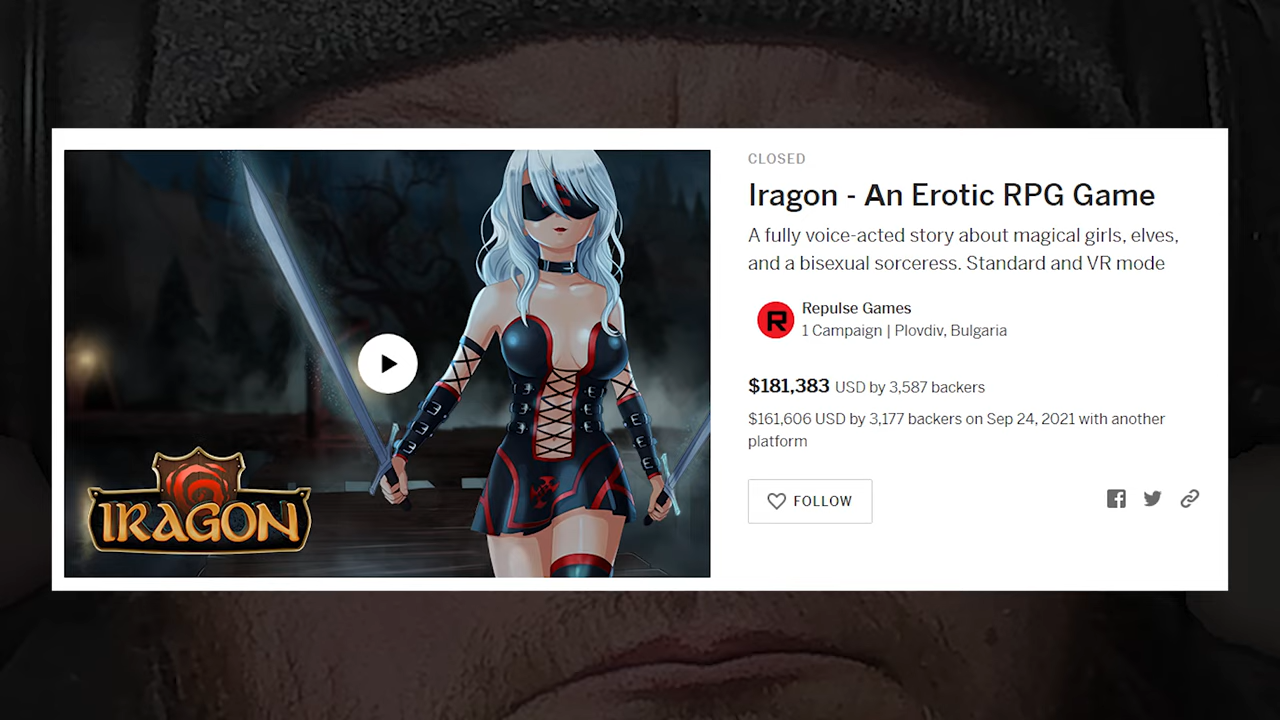 CLOSED
Iragon - An Erotic RPG Game
A fully voice-acted story about magical girls, elves,
and a bisexual sorceress. Standard and VR mode
R
Repulse Games
1 Campaign | Plovdiv, Bulgaria
$181,383 USD by 3,587 backers
$161,606 USD by 3,177 backers on Sep 24, 2021 with another
platform
FOLLOW
IRAGON